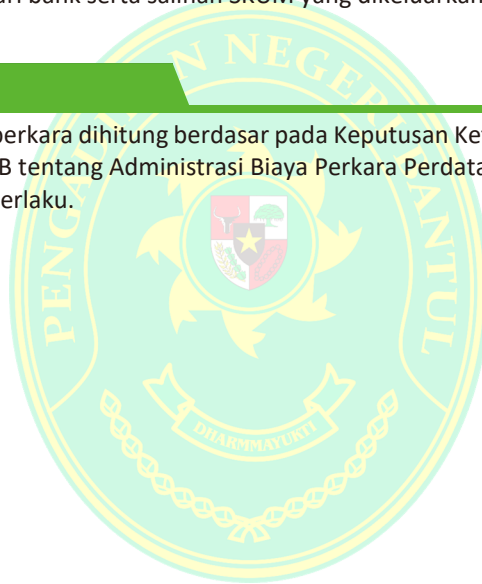 ari bank serta salinan SKUM yang dikeluarkan
perkara dihitung berdasar pada Keputusan Ke
B tentang Administrasi Biaya Perkara Perdata
erlaku.
PENGADILAN NEGERI BANTUL
DHARMMAYUKTI